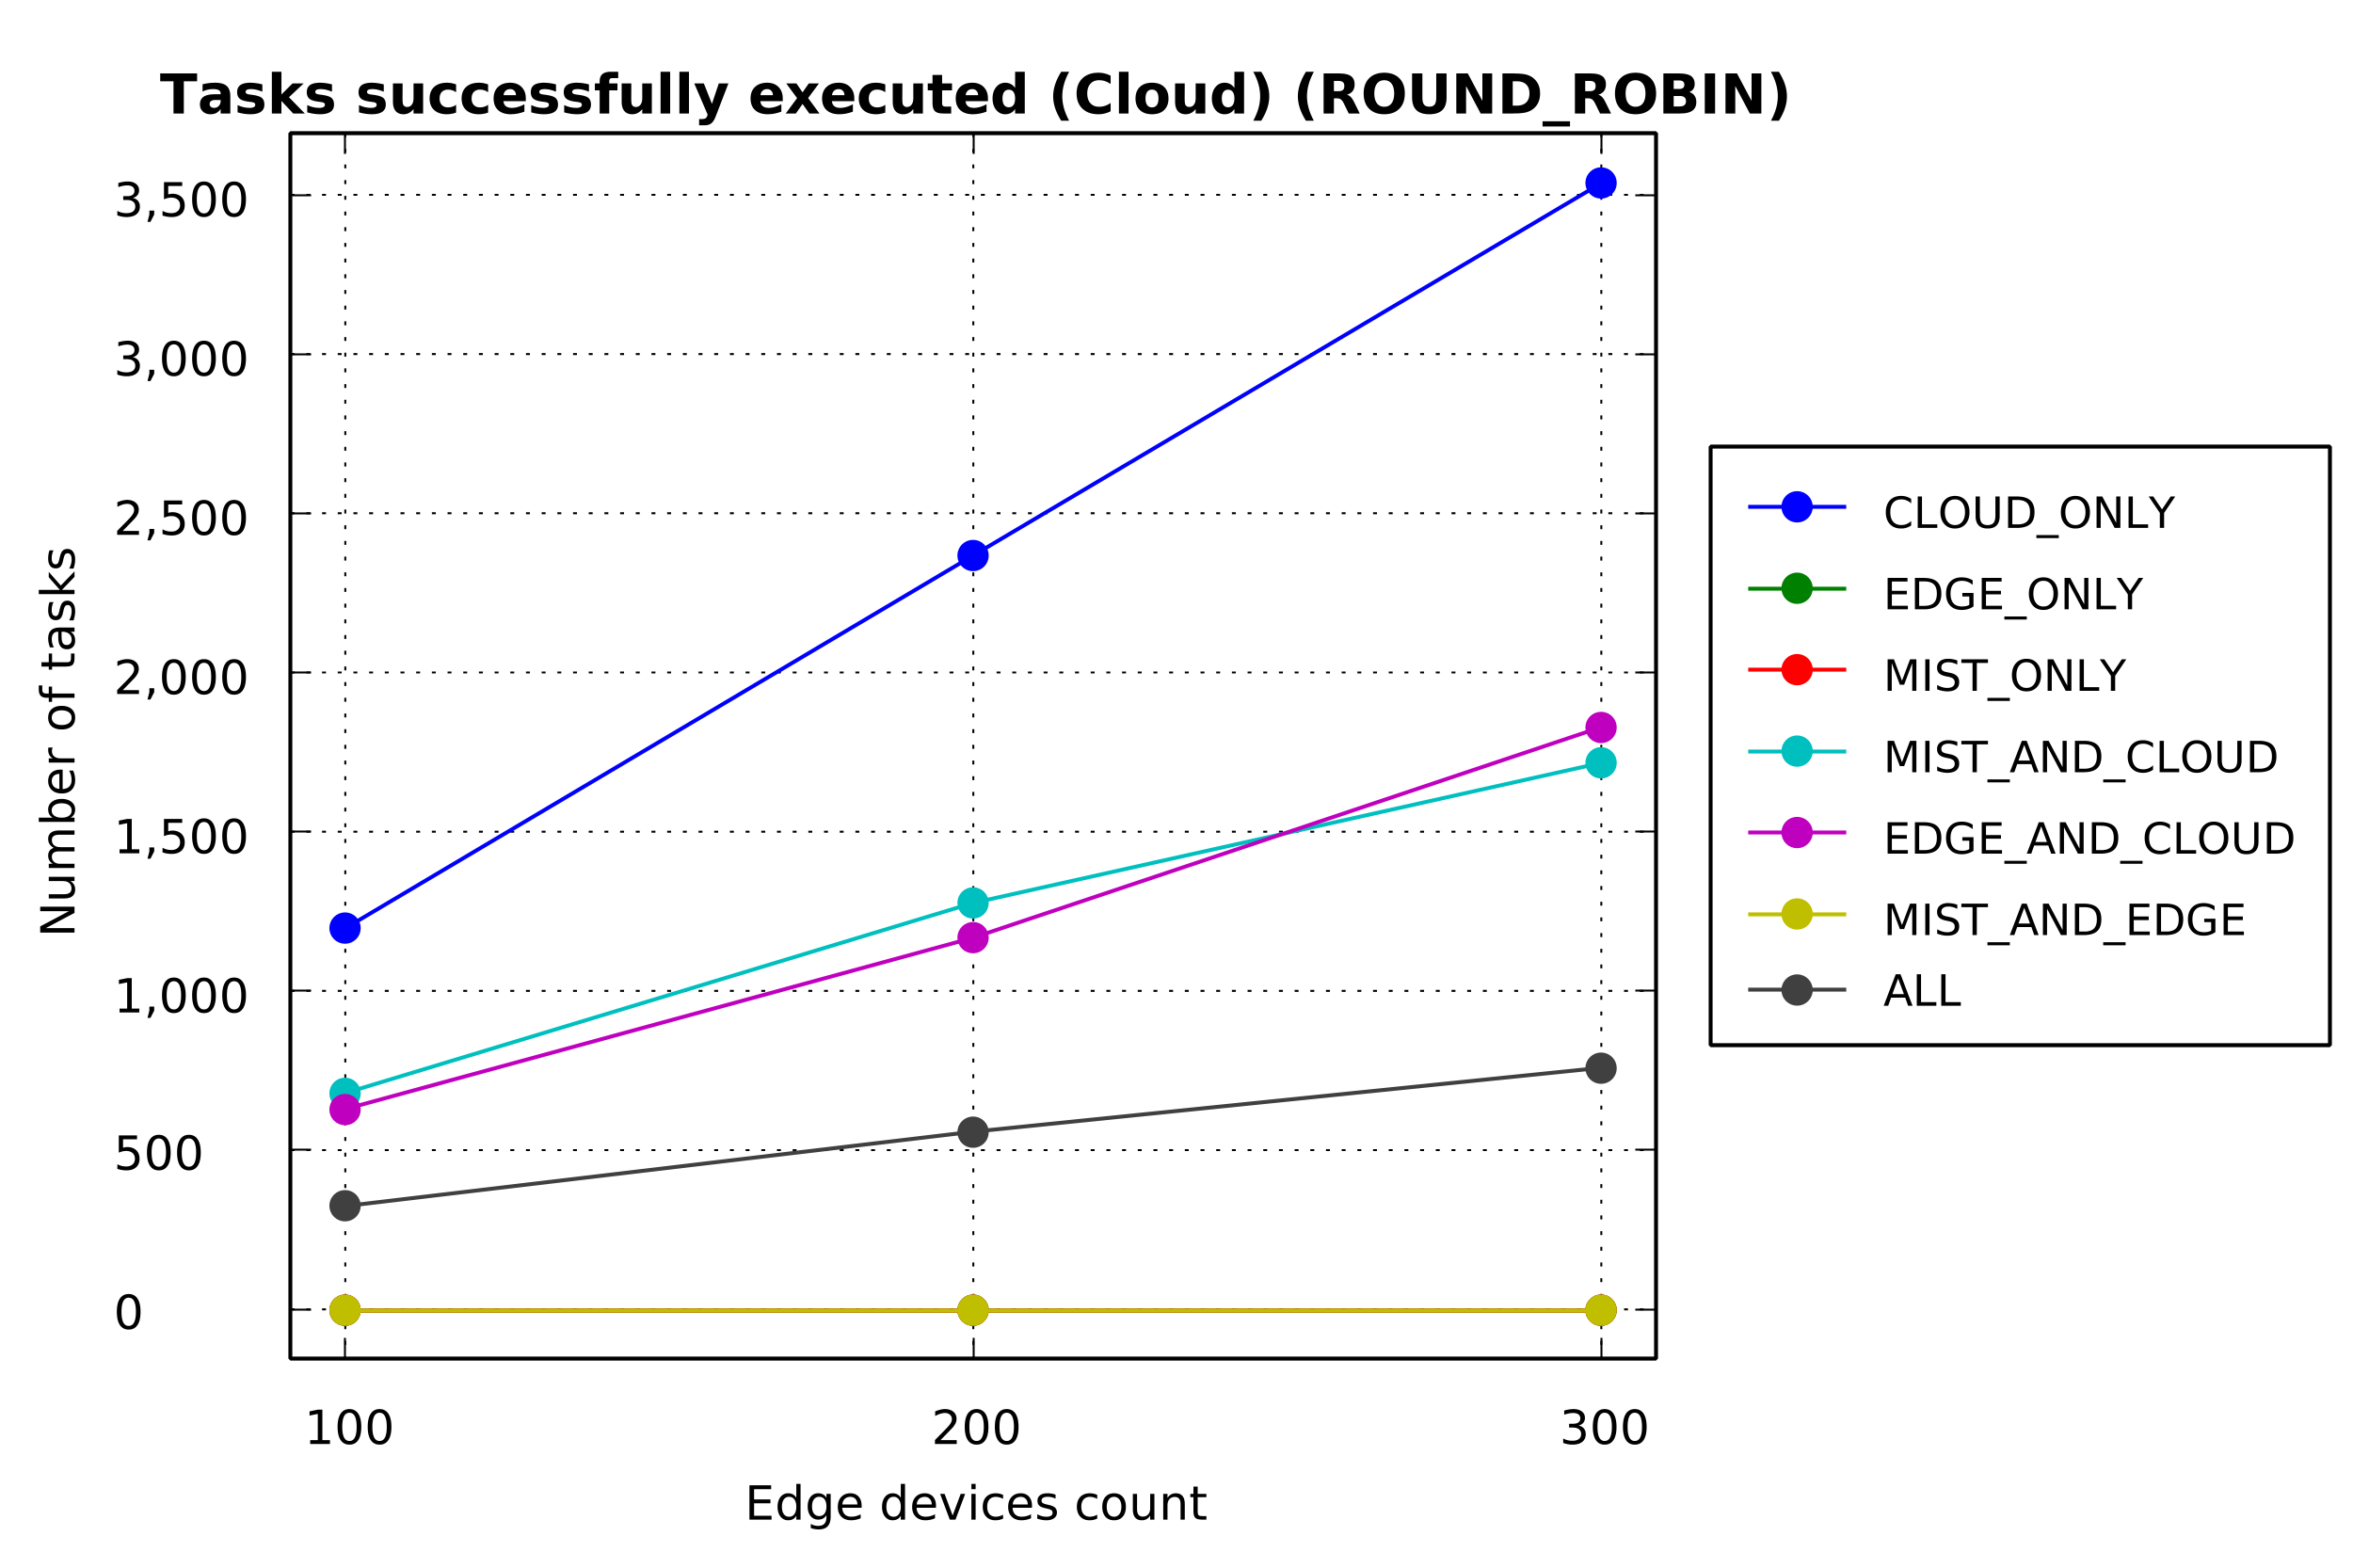 Tasks successfully executed (Cloud) (ROUND_ROBIN)
3,500
3,000
2,500
2,000
1,500
1,000
500
0
Number of tasks
100
200
300
Edge devices count
CLOUD_ONLY
EDGE_ONLY
MIST_ONLY
MIST_AND_CLOUD
EDGE_AND_CLOUD
MIST_AND_EDGE
ALL